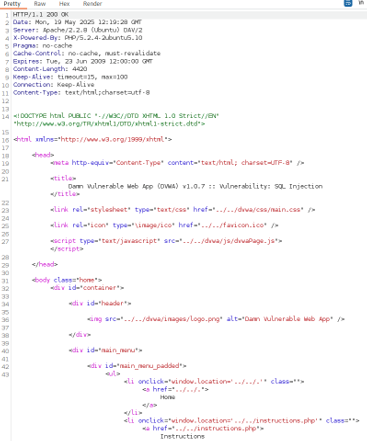 Pretty Raw Hex Render
1 HTTP/1.1 200 OK
2 Date: Mon, 19 May 2025 12:19:28 GMT
3 Server: Apache/2.2.8 (Ubuntu) DAV/2
4 X-Powered-By: PHP/5.2.4-2ubuntu5.10
5 Pragma: no-cache
6 Cache-Control: no-cache, must-revalidate
7 Expires: Tue, 23 Jun 2009 12:00:00 GMT
8 Content-Length: 4420
9 Keep-Alive: timeout=15, max=100
10 Connection: Keep-Alive
11 Content-Type: text/html;charset=utf-8
12
13
14 <!DOCTYPE html PUBLIC "-//W3C//DTD XHTML 1.0 Strict//EN"
"http://www.w3.org/TR/xhtml1/DTD/xhtml1-strict.dtd">
15
16 <html xmlns="http://www.w3.org/1999/xhtml">
17
18 <head>
19 <meta http-equiv="Content-Type" content="text/html; charset=UTF-8" />
20
21 <title>
Damn Vulnerable Web App (DVWA) v1.0.7 :: Vulnerability: SQL Injection
</title>
22
23 <link rel="stylesheet" type="text/css" href="../../dvwa/css/main.css" />
24
25 <link rel="icon" type="\image/ico" href="../../favicon.ico" />
26
27 <script type="text/javascript" src="../../dvwa/js/dvwaPage.js">
</script>
28
29 </head>
30
31 <body class="home">
32 <div id="container">
33
34 <div id="header">
35
36 <img src="../../dvwa/images/logo.png" alt="Damn Vulnerable Web App" />
37
38 </div>
39
40 <div id="main_menu">
41
42 <div id="main_menu_padded">
43 <ul>
<li onclick="window.location='../../.'" class="">
<a href="../../.">
Home
</a>
</li>
<li onclick="window.location='../../instructions.php'" class="">
<a href="../../instructions.php">
Instructions